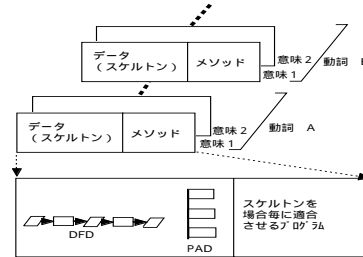 データ
(スケルトン)
メソッド
意味2
意味1
動詞
データ
(スケルトン)
メソッド
意味2
意味1
動詞 A
DFD
PAD
スケルトンを
場合毎に適合
させるプログラム